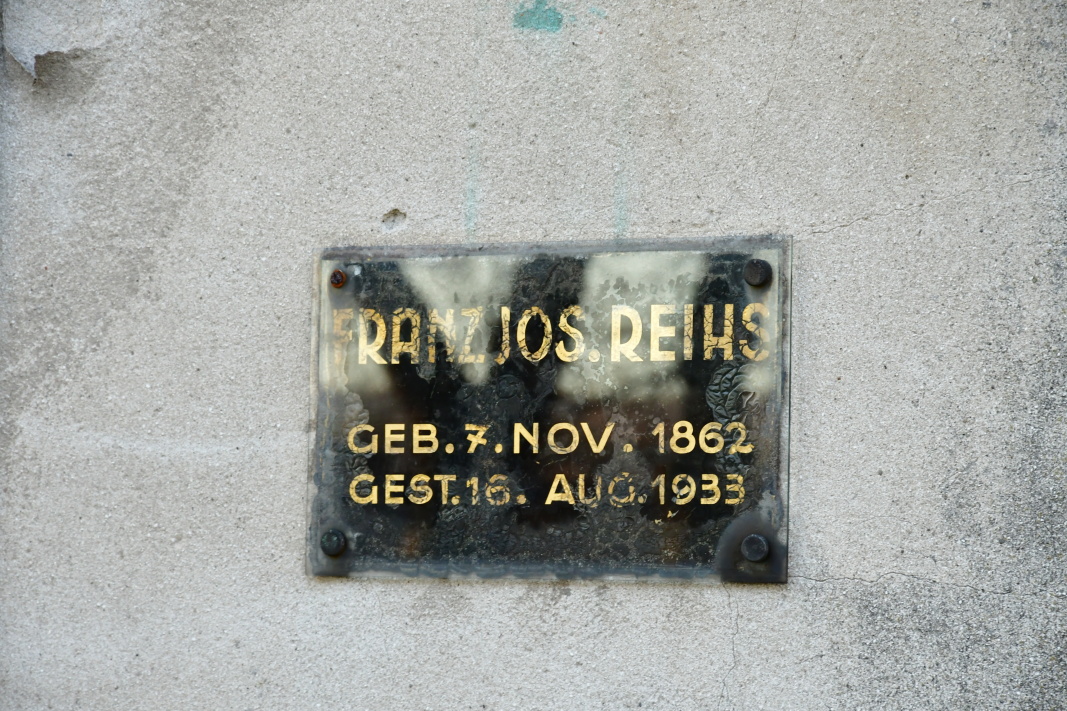 FRANZ JOS. REIHS
GEB. 7. NOV. 1862
GEST. 16. AUG. 1933